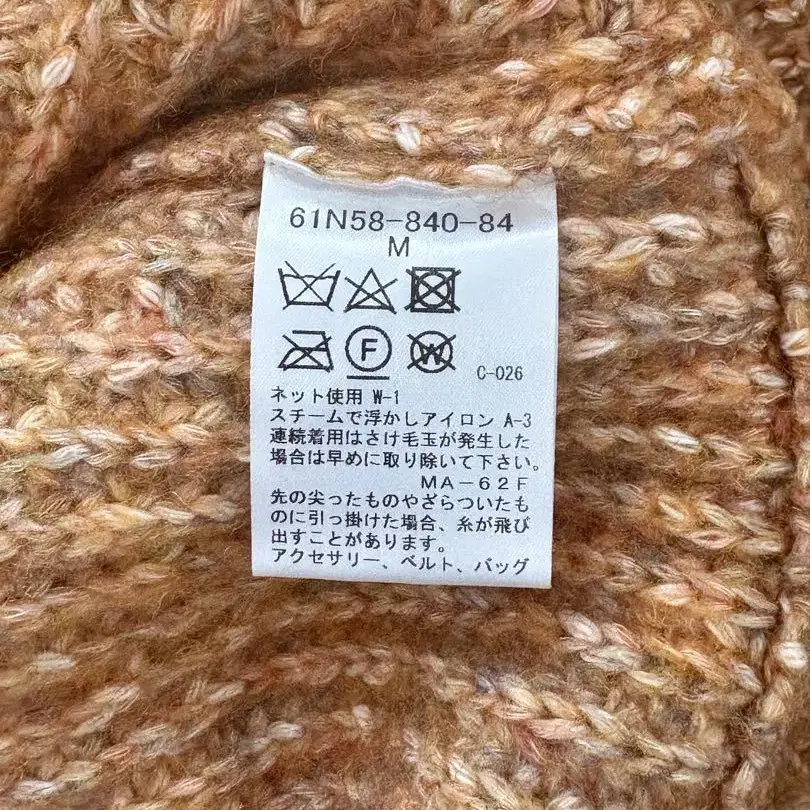 61N58-840-84
M
F
W
C-026
ネット使用 W-1
スチームで浮かしアイロン A-3
連続着用はさけ毛玉が発生した
場合は早めに取り除いて下さい。
MA-62F
先の尖ったものやざらついたも
のに引っ掛けた場合、糸が飛び
出すことがあります。
アクセサリー、ベルト、バッグ